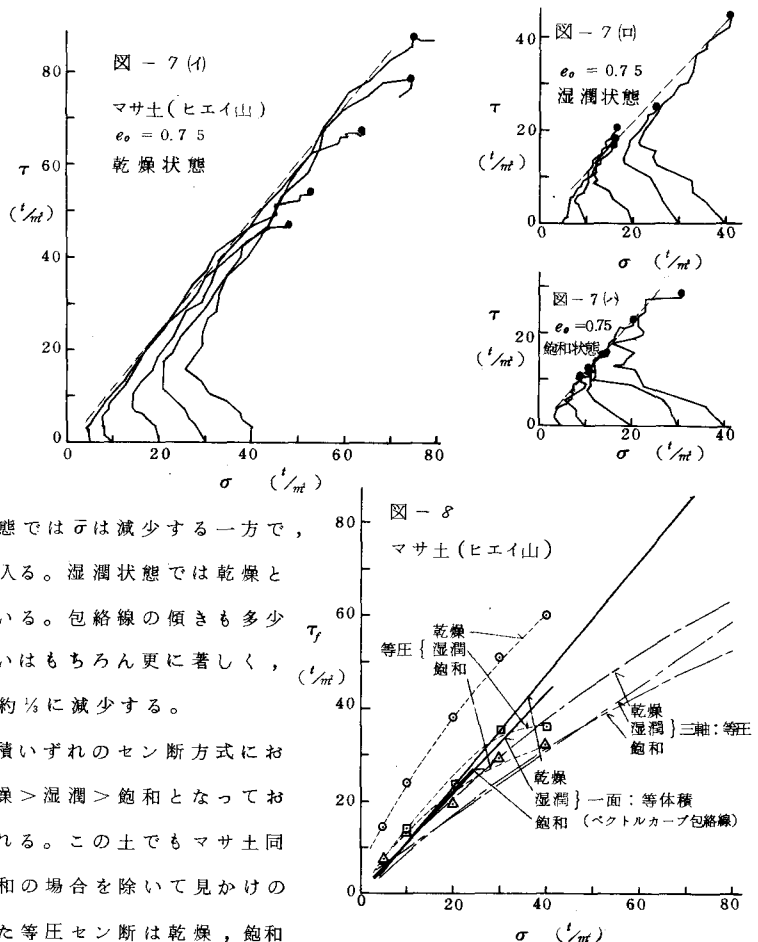 図－7(イ)
マサ土(ヒエイ山)
e₀ = 0.75
乾燥状態
τ
(t/m²)
80
60
40
20
0
0 20 40 60 80
σ (t/m²)
図－7(ロ)
e₀ = 0.75
湿潤状態
τ
(t/m²)
40
20
0
0 20 40
σ (t/m²)
図－7(ハ)
e₀ =0.75
飽和状態
τ
(t/m²)
20
0
0 20 40
σ (t/m²)
態ではσ̄は減少する一方で，
入る。湿潤状態では乾燥と
いる。包絡線の傾きも多少
いはもちろん更に著しく，
約⅓に減少する。
積いずれのセン断方式にお
燥＞湿潤＞飽和となってお
れる。この土でもマサ土同
和の場合を除いて見かけの
た等圧セン断は乾燥，飽和
図－8
マサ土(ヒエイ山)
τf
(t/m²)
80
60
40
20
0
0 20 40 60 80
σ (t/m²)
等圧{乾燥
湿潤
飽和
乾燥
湿潤}三軸:等圧
飽和
乾燥
湿潤}一面:等体積
飽和 (ベクトルカーブ包絡線)